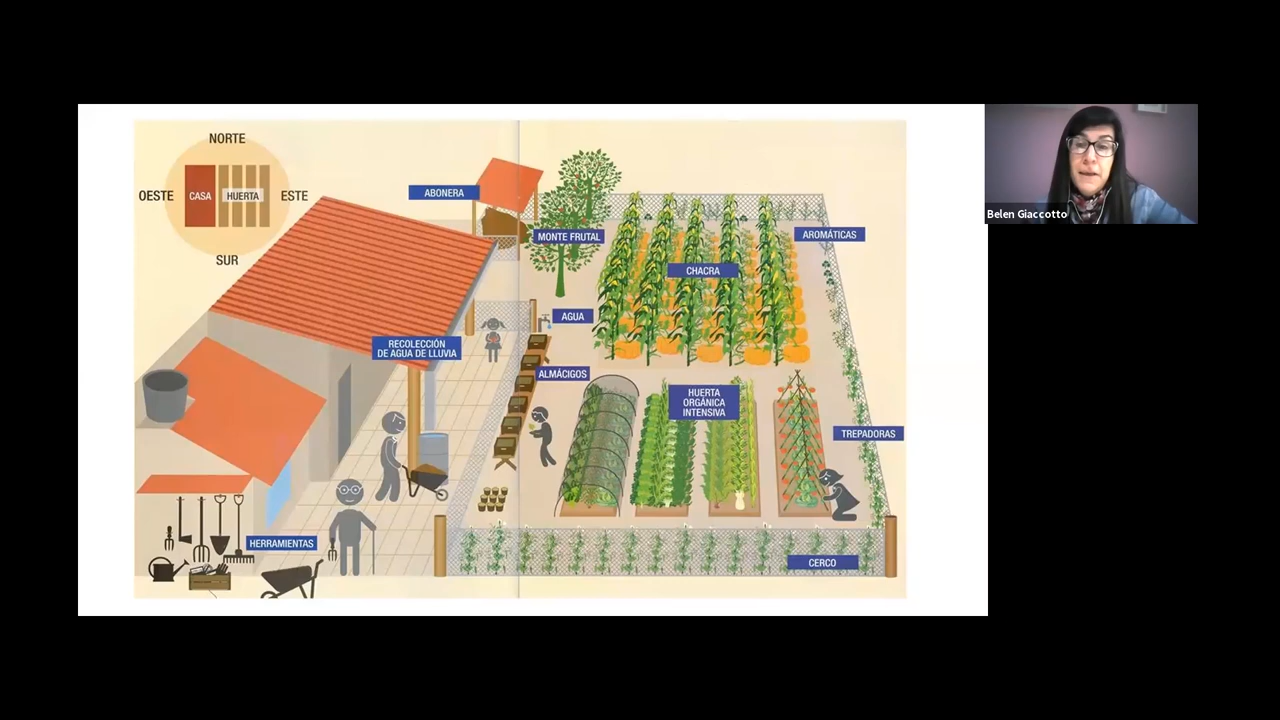 NORTE
OESTE
CASA
HUERTA
ESTE
SUR
ABONERA
MONTE FRUTAL
AROMÁTICAS
CHACRA
AGUA
RECOLECCIÓN
DE AGUA DE LLUVIA
ALMÁCIGOS
HUERTA
ORGÁNICA
INTENSIVA
TREPADORAS
HERRAMIENTAS
CERCO
Belen Giaccotto